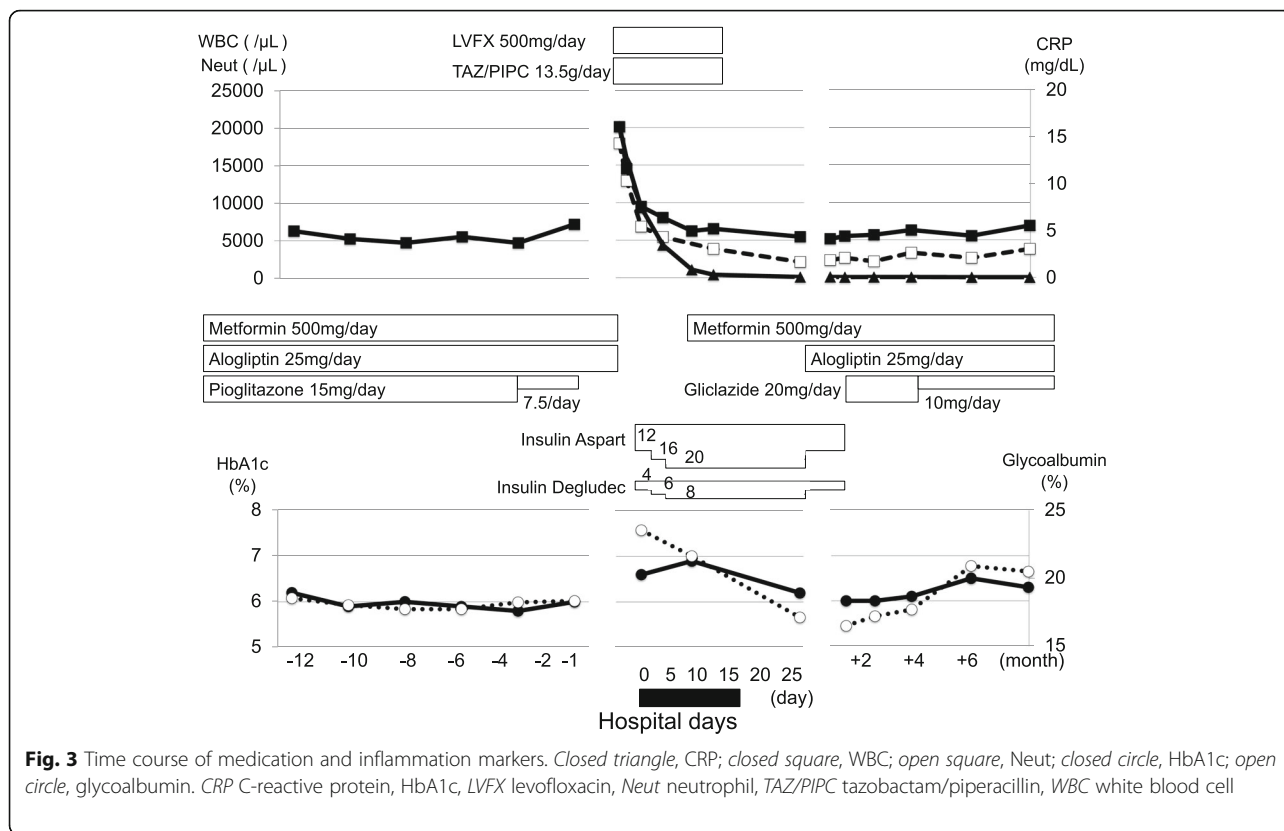 WBC ( /µL)
Neut ( /µL)
LVFX 500mg/day
TAZ/PIPC 13.5g/day
CRP
(mg/dL)
25000
20000
15000
10000
5000
0
20
15
10
5
0
Metformin 500mg/day
Alogliptin 25mg/day
Pioglitazone 15mg/day
7.5/day
Metformin 500mg/day
Alogliptin 25mg/day
Gliclazide 20mg/day
10mg/day
Insulin Aspart
12
16
20
Insulin Degludec
4
6
8
HbA1c
(%)
Glycoalbumin
(%)
8
7
6
5
25
20
15
-12 -10 -8 -6 -4 -2 -1
0 5 10 15 20 25
(day)
+2 +4 +6 (month)
Hospital days
Fig. 3 Time course of medication and inflammation markers. Closed triangle, CRP; closed square, WBC; open square, Neut; closed circle, HbA1c; open
circle, glycoalbumin. CRP C-reactive protein, HbA1c, LVFX levofloxacin, Neut neutrophil, TAZ/PIPC tazobactam/piperacillin, WBC white blood cell